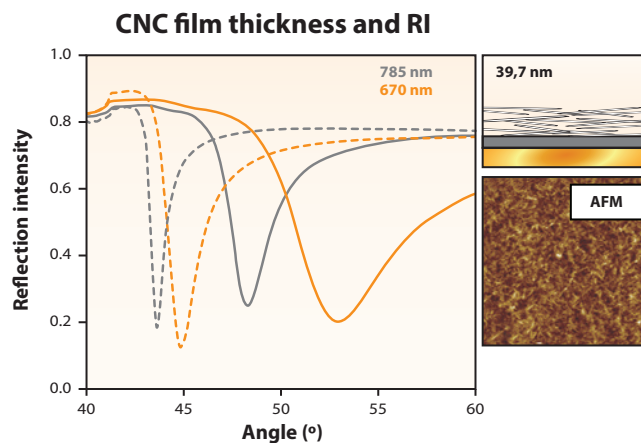 CNC film thickness and RI
785 nm
670 nm
39,7 nm
AFM
Reflection intensity
1.0
0.8
0.6
0.4
0.2
0.0
40
45
50
55
60
Angle (º)